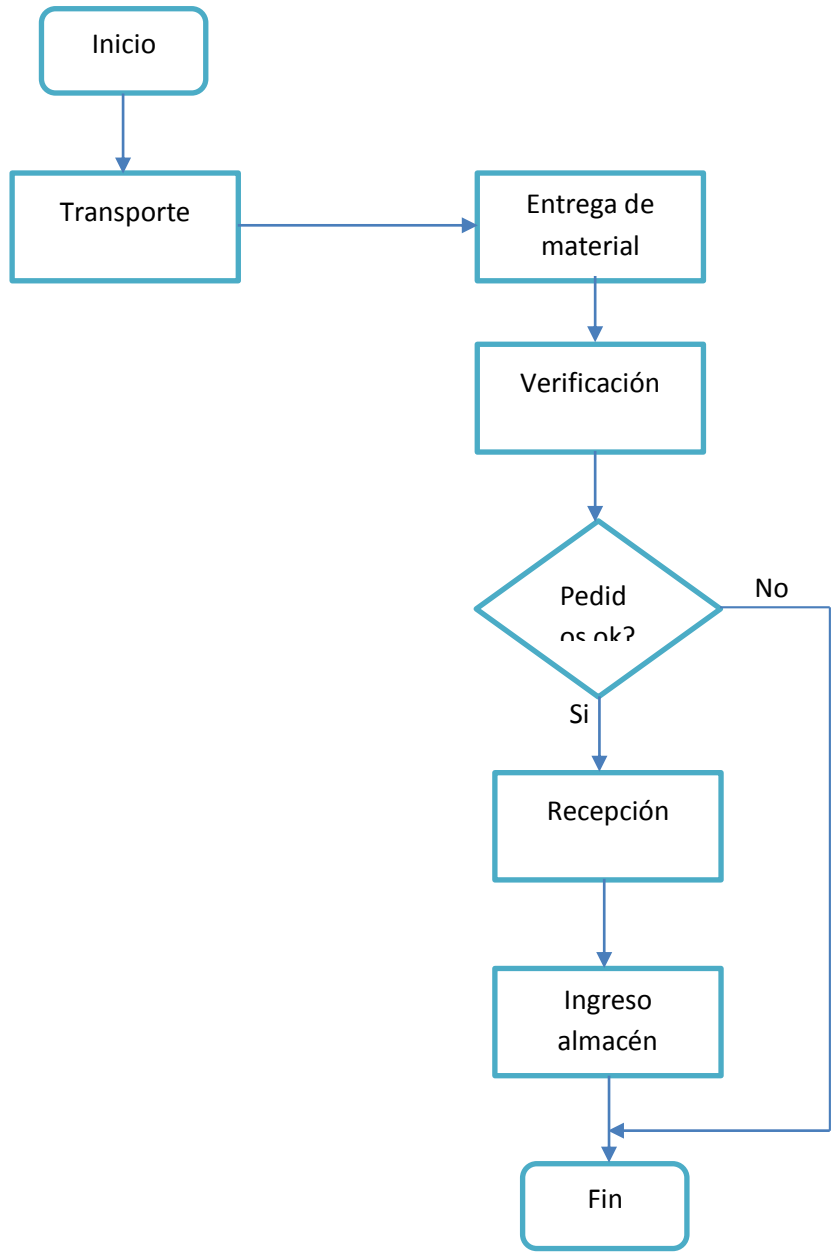 Inicio
Transporte
Entrega de
material
Verificación
Pedid
os ok?
No
Si
Recepción
Ingreso
almacén
Fin